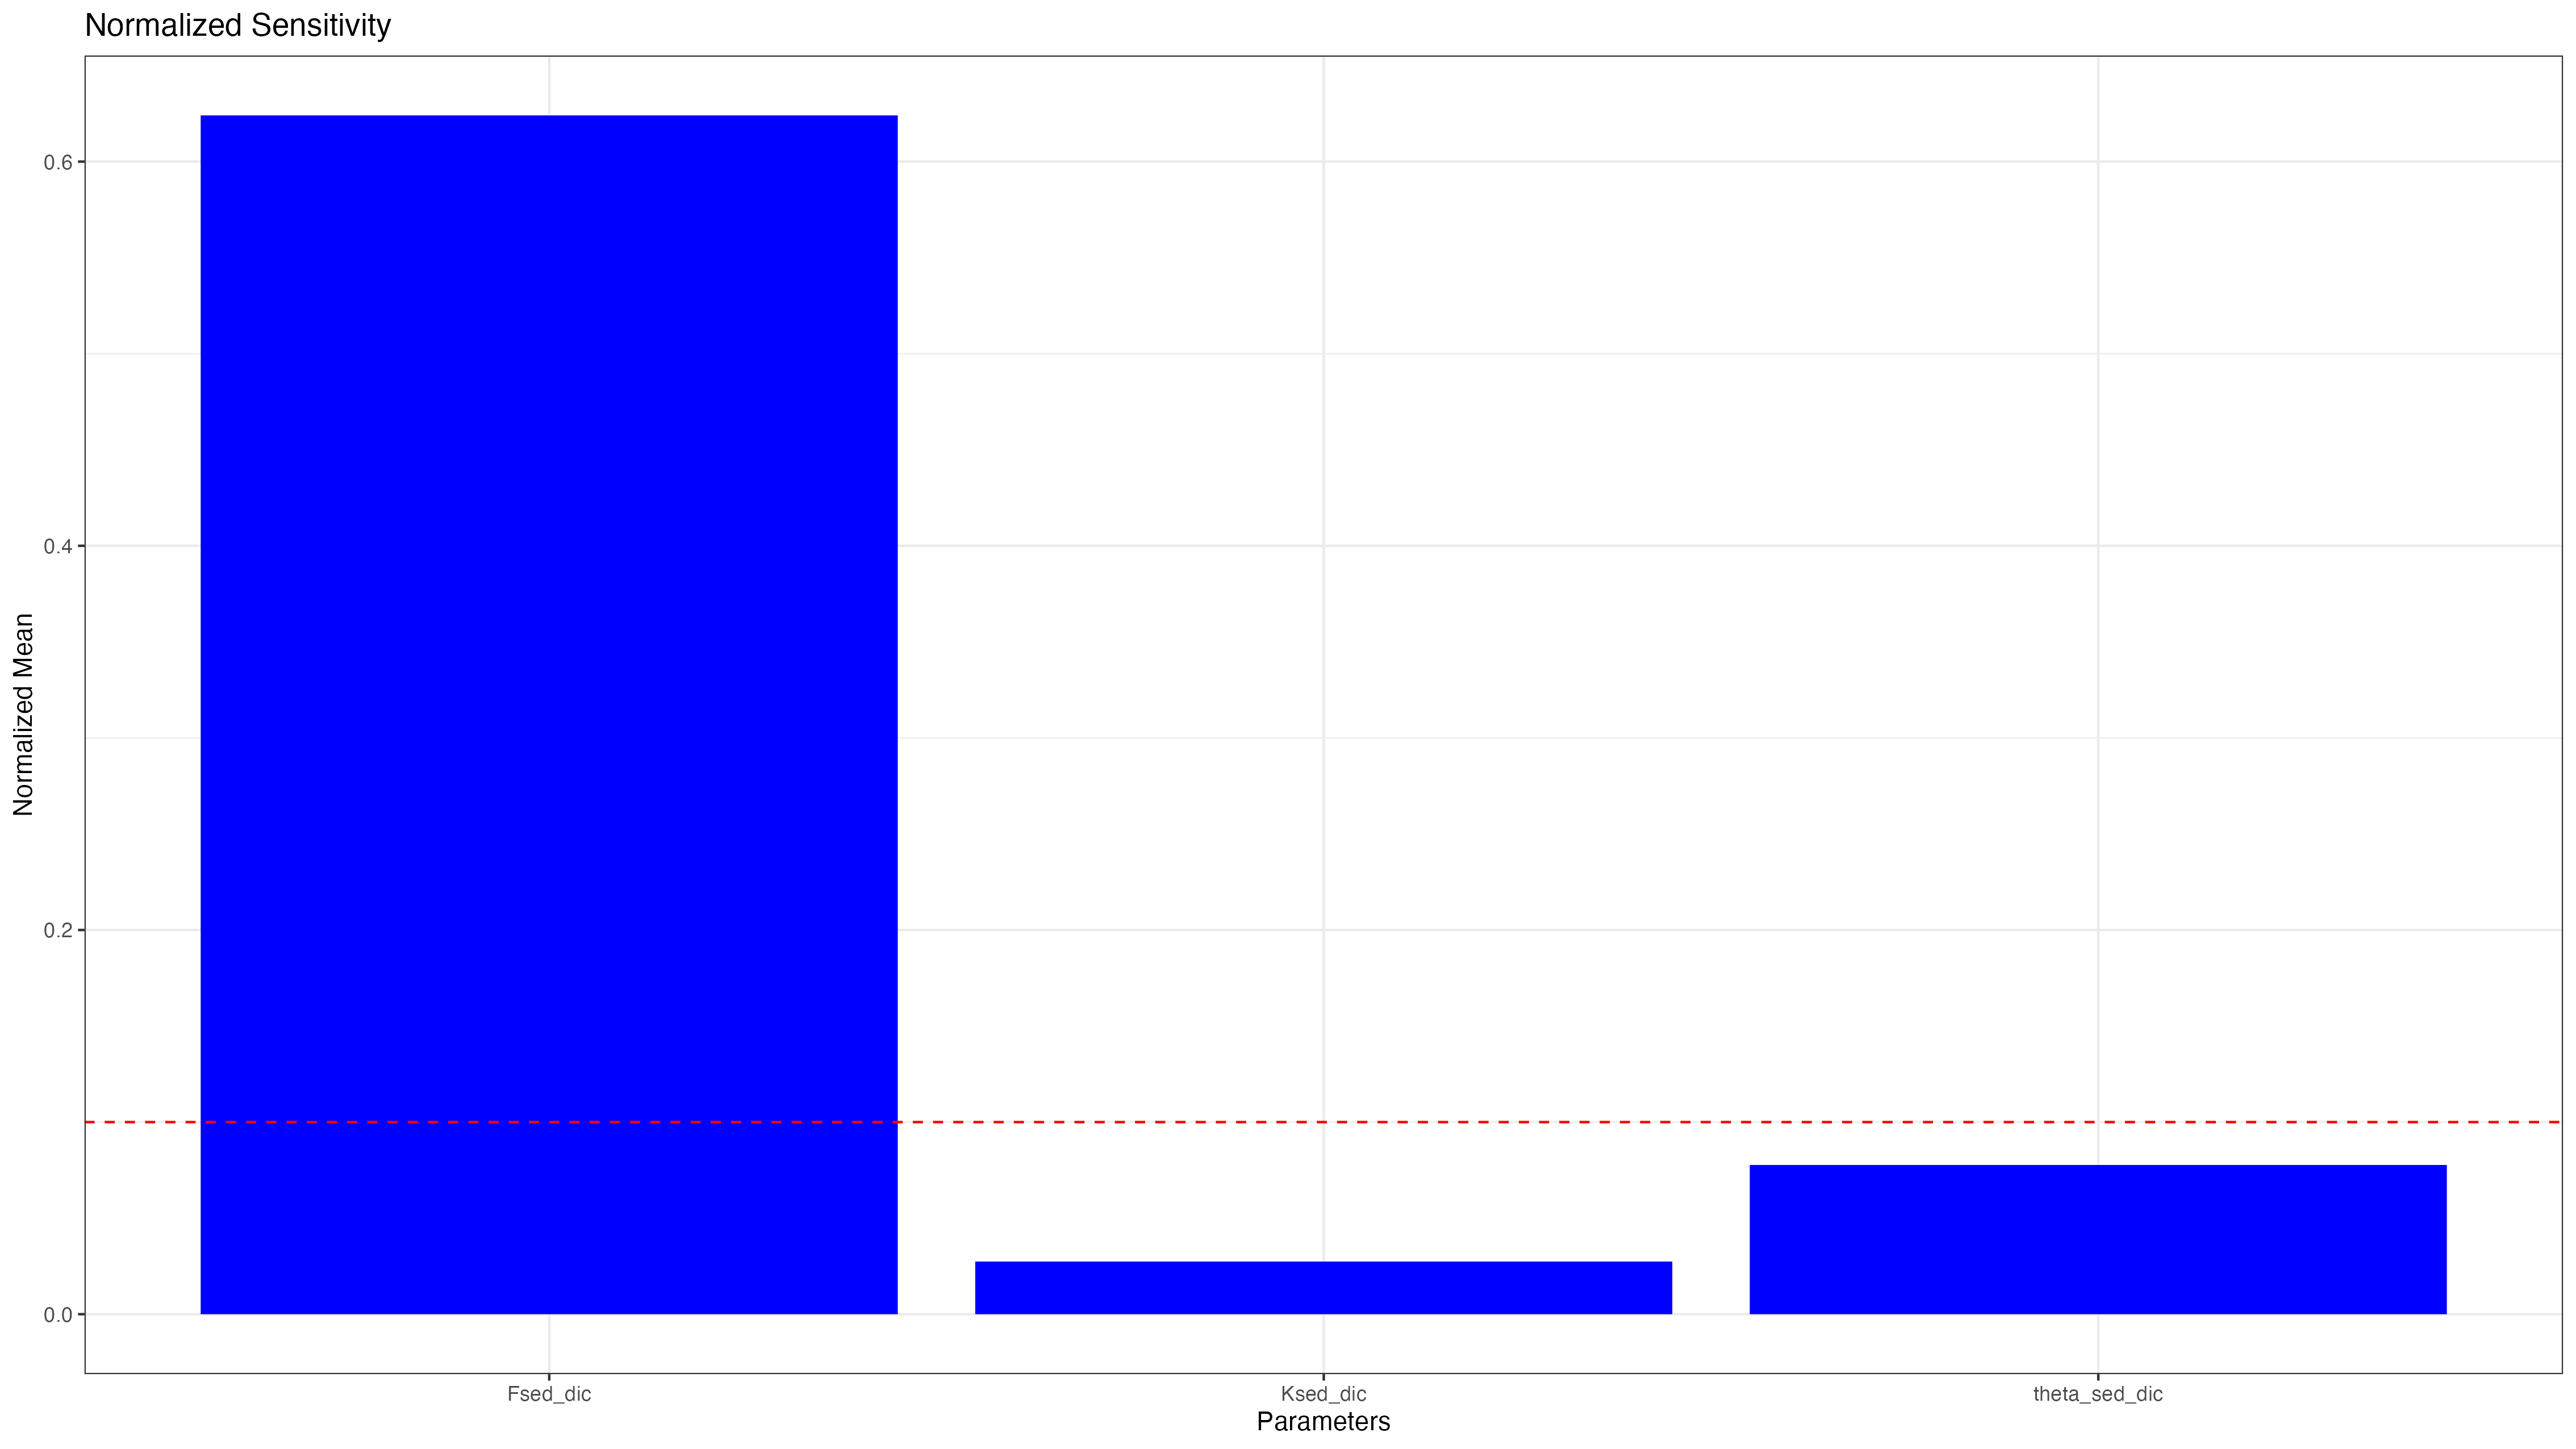 Normalized Sensitivity
Normalized Mean
0.6
0.4
0.2
0.0
Fsed_dic
Ksed_dic
theta_sed_dic
Parameters